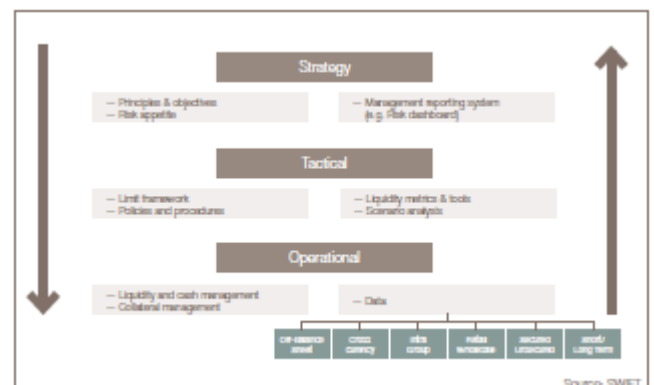 Strategy
— Principles & objectives
— Risk appetite
— Management reporting system
(e.g. Risk dashboard)
Tactical
— Limit framework
— Policies and procedures
— Liquidity metrics & tools
— Scenario analysis
Operational
— Liquidity and cash management
— Collateral management
— Data
Off-balance sheet
Cross currency
Intra Group
Retail wholesale
Secured unsecured
Short/ Long term
Source: SWIFT